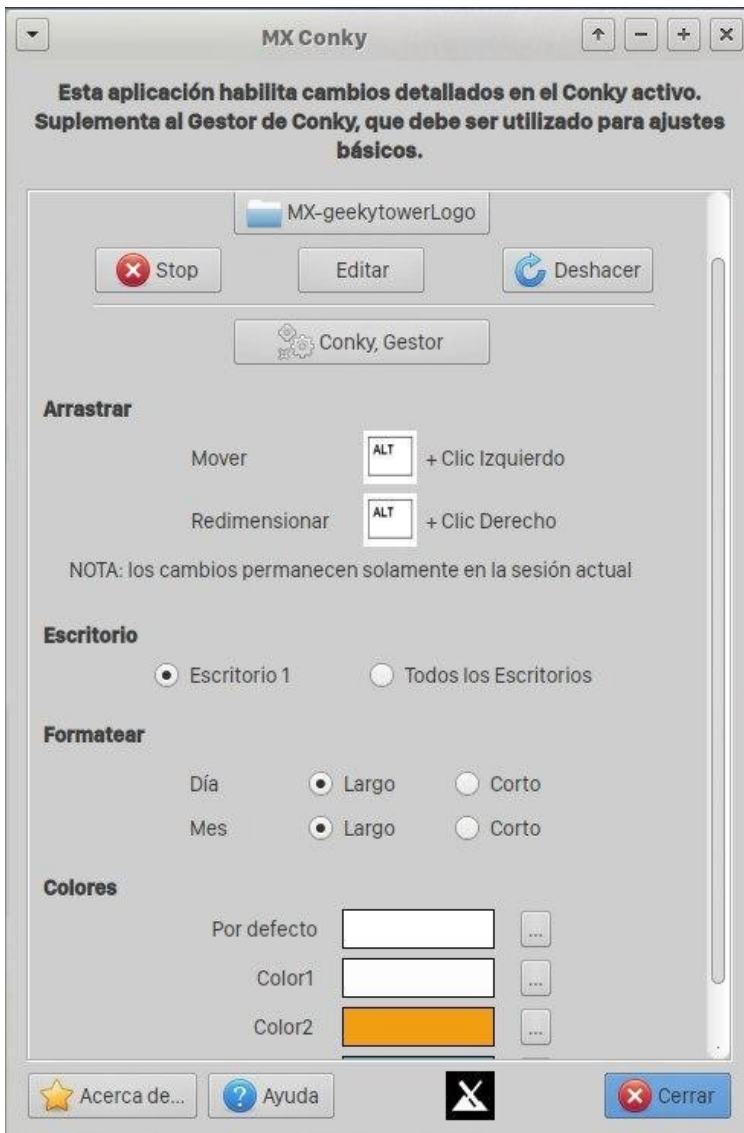 MX Conky
Esta aplicación habilita cambios detallados en el Conky activo.
Suplementa al Gestor de Conky, que debe ser utilizado para ajustes
básicos.
MX-geekytowerLogo
Stop Editar Deshacer
Conky, Gestor
Arrastrar
Mover ALT + Clic Izquierdo
Redimensionar ALT + Clic Derecho
NOTA: los cambios permanecen solamente en la sesión actual
Escritorio
Escritorio 1 Todos los Escritorios
Formatear
Día Largo Corto
Mes Largo Corto
Colores
Por defecto ...
Color1 ...
Color2 ...
Acerca de... Ayuda Cerrar